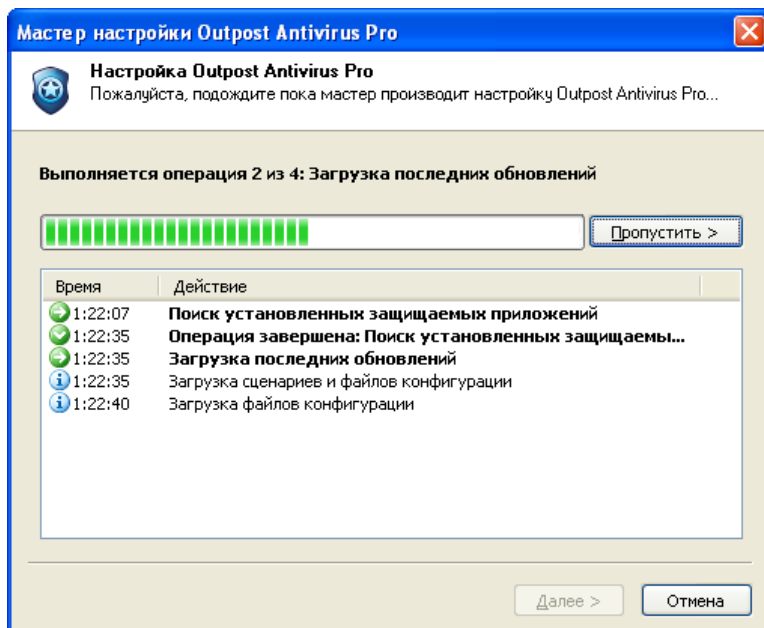 Мастер настройки Outpost Antivirus Pro
Настройка Outpost Antivirus Pro
Пожалуйста, подождите пока мастер производит настройку Outpost Antivirus Pro...
Выполняется операция 2 из 4: Загрузка последних обновлений
Пропустить >
Время Действие
1:22:07 Поиск установленных защищаемых приложений
1:22:35 Операция завершена: Поиск установленных защищаемы...
1:22:35 Загрузка последних обновлений
1:22:35 Загрузка сценариев и файлов конфигурации
1:22:40 Загрузка файлов конфигурации
Далее > Отмена